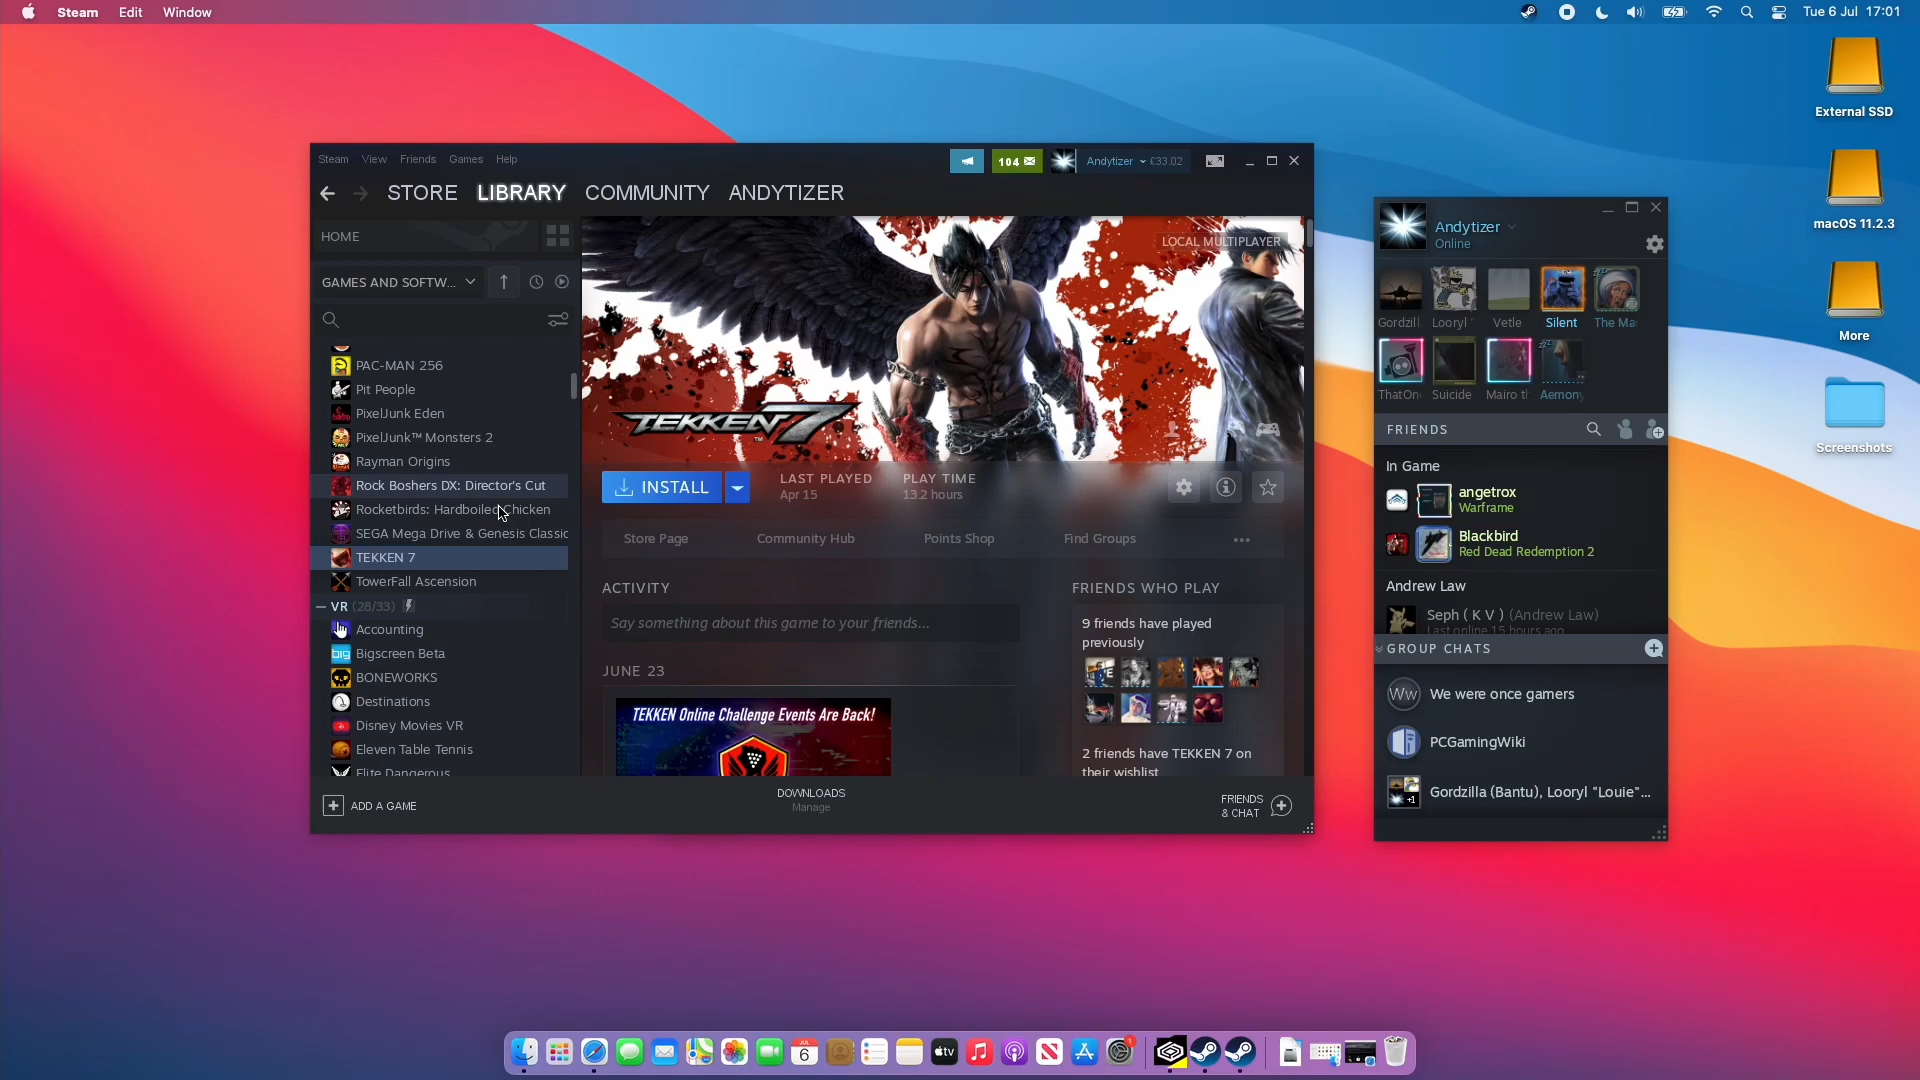 Steam Edit Window
Tue 6 Jul 17:01
External SSD
macOS 11.2.3
More
Screenshots
Steam View Friends Games Help
104
Andytizer £33.02
STORE LIBRARY COMMUNITY ANDYTIZER
HOME
GAMES AND SOFTW...
PAC-MAN 256
Pit People
PixelJunk Eden
PixelJunk™ Monsters 2
Rayman Origins
Rock Boshers DX: Director's Cut
Rocketbirds: Hardboiled Chicken
SEGA Mega Drive & Genesis Classic
TEKKEN 7
TowerFall Ascension
VR (28/33)
Accounting
Bigscreen Beta
BONEWORKS
Destinations
Disney Movies VR
Eleven Table Tennis
Elite Dangerous
ADD A GAME
LOCAL MULTIPLAYER
TEKKEN 7
™
INSTALL
LAST PLAYED
Apr 15
PLAY TIME
13.2 hours
Store Page Community Hub Points Shop Find Groups
ACTIVITY
Say something about this game to your friends...
JUNE 23
TEKKEN Online Challenge Events Are Back!
FRIENDS WHO PLAY
9 friends have played
previously
2 friends have TEKKEN 7 on
their wishlist
DOWNLOADS
Manage
FRIENDS
& CHAT
Andytizer
Online
Gordzil Looryl " Vetle Silent The Ma
ThatOn Suicide Mairo t Aemony
FRIENDS
In Game
angetrox
Warframe
Blackbird
Red Dead Redemption 2
Andrew Law
Seph ( K V ) (Andrew Law)
Last online 15 hours ago
GROUP CHATS
Ww We were once gamers
PCGamingWiki
+1
Gordzilla (Bantu), Looryl "Louie"...
JUL
6
tv
1